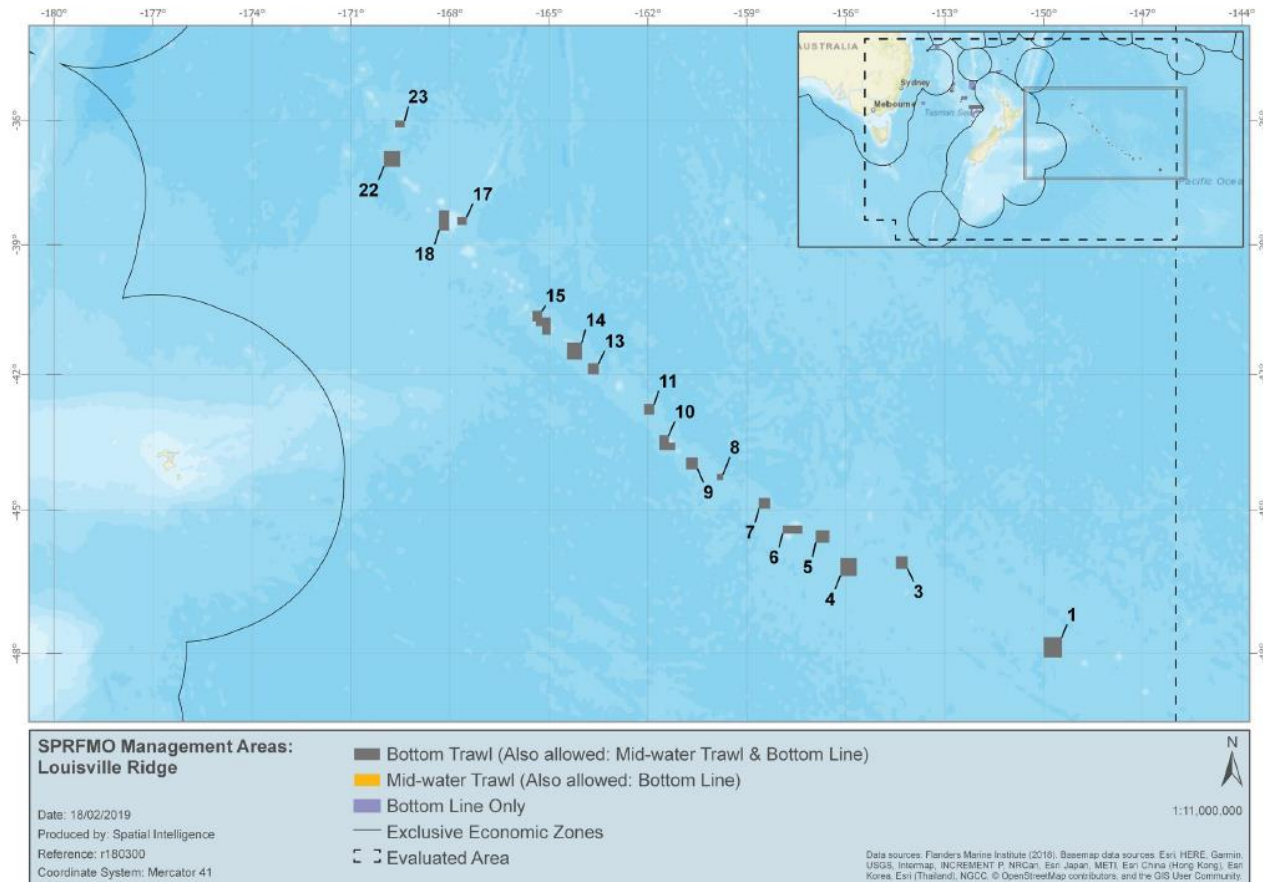 -180° -177° -174° -171° -168° -165° -162° -159° -156° -153° -150° -147° -144°
AUSTRALIA
Sydney
Melbourne
Tasman Sea
Pacific Ocea
23
-36°
22
17
18
-39°
15
14
13
-42°
11
10
8
9
-45°
7
6
5
4
3
1
-48°
SPRFMO Management Areas:
Louisville Ridge
Date: 18/02/2019
Produced by: Spatial Intelligence
Reference: r180300
Coordinate System: Mercator 41
Bottom Trawl (Also allowed: Mid-water Trawl & Bottom Line)
Mid-water Trawl (Also allowed: Bottom Line)
Bottom Line Only
Exclusive Economic Zones
Evaluated Area
N
1:11,000,000
Data sources: Flanders Marine Institute (2018). Basemap data sources: Esri, HERE, Garmin,
USGS, Intermap, INCREMENT P, NRCan, Esri Japan, METI, Esri China (Hong Kong), Esri
Korea, Esri (Thailand), NGCC, © OpenStreetMap contributors, and the GIS User Community.